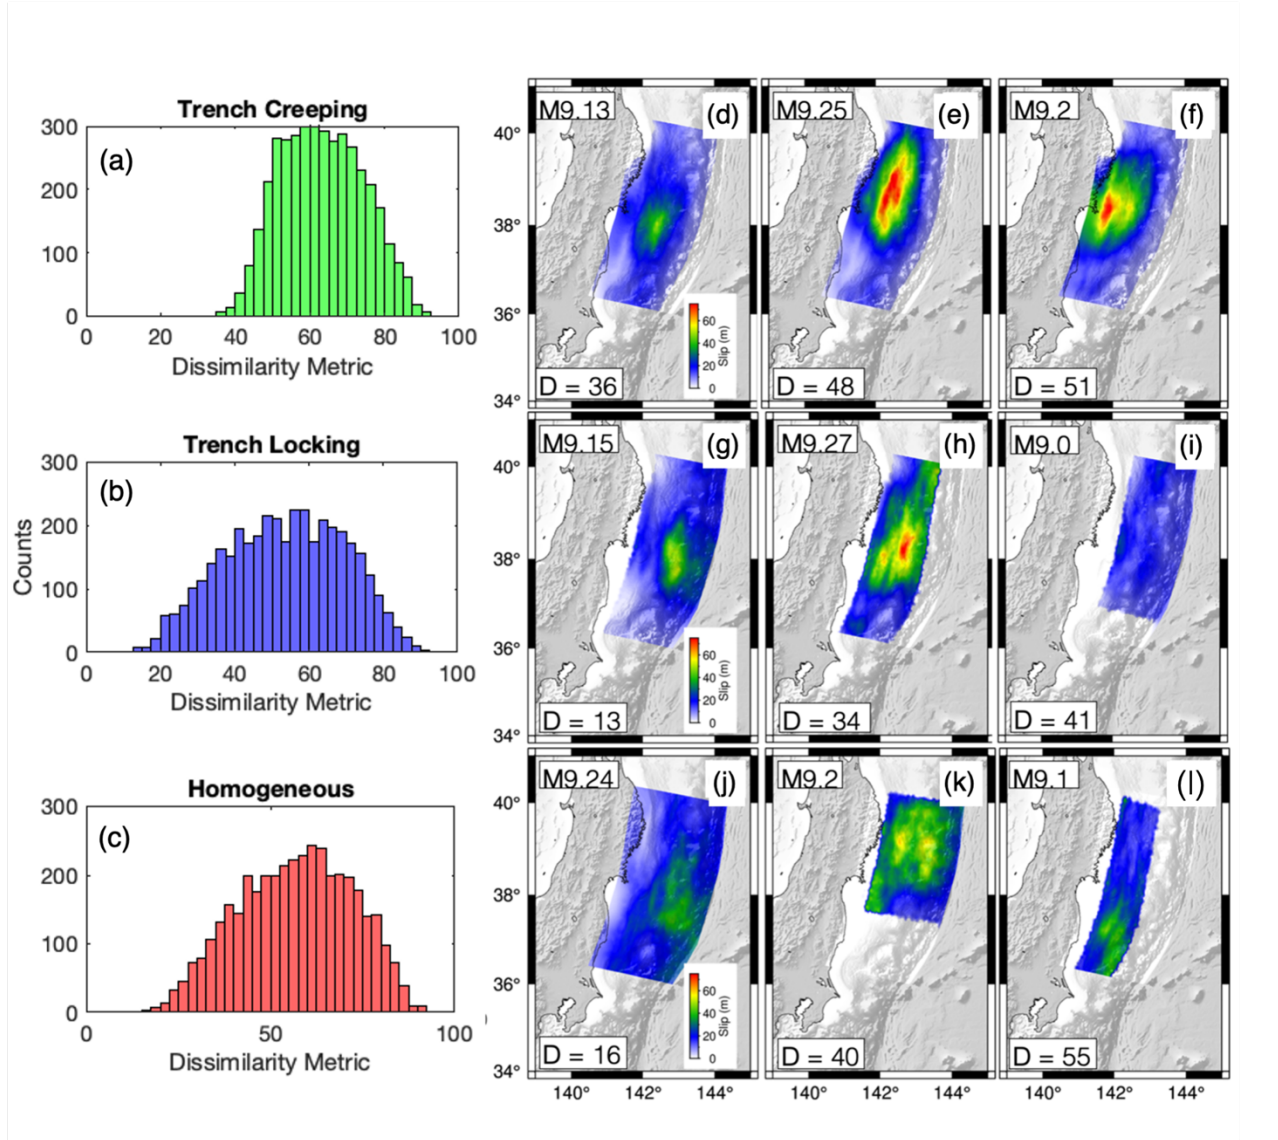 Trench Creeping
(a)
300
200
100
0
0 20 40 60 80 100
Dissimilarity Metric
Trench Locking
(b)
300
200
100
0
Counts
0 20 40 60 80 100
Dissimilarity Metric
Homogeneous
(c)
300
200
100
0
0 50 100
Dissimilarity Metric
M9.13 (d)
40°
38°
36°
34°
60
40
20
0
Slip (m)
D = 36
M9.25 (e)
D = 48
M9.2 (f)
D = 51
M9.15 (g)
40°
38°
36°
34°
60
40
20
0
Slip (m)
D = 13
M9.27 (h)
D = 34
M9.0 (i)
D = 41
M9.24 (j)
40°
38°
36°
34°
60
40
20
0
Slip (m)
D = 16
M9.2 (k)
D = 40
M9.1 (l)
D = 55
140° 142° 144°
140° 142° 144°
140° 142° 144°